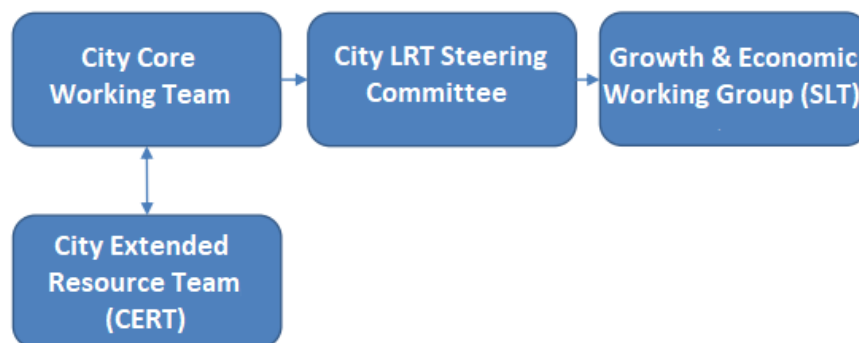 City Core
Working Team
City LRT Steering
Committee
Growth & Economic
Working Group (SLT)
City Extended
Resource Team
(CERT)